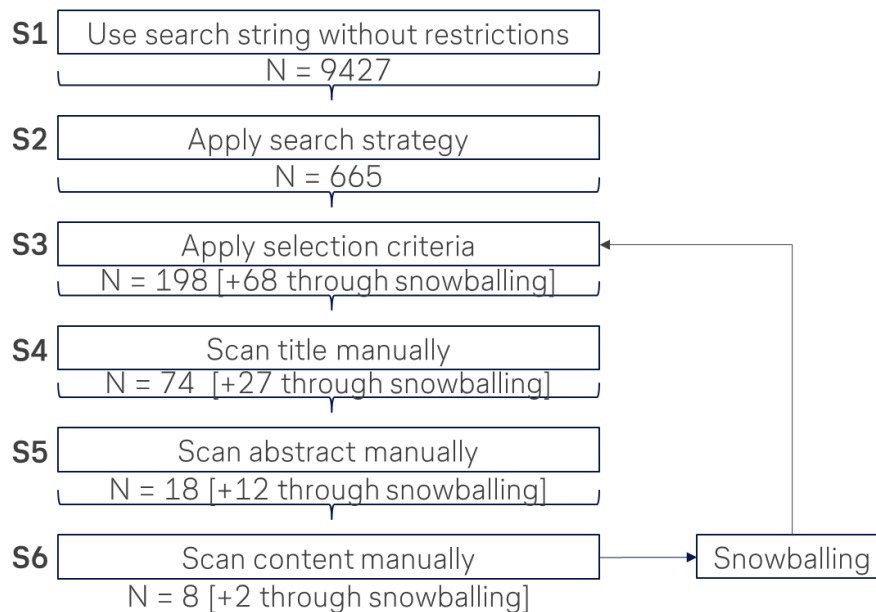 S1 Use search string without restrictions
N = 9427
S2 Apply search strategy
N = 665
S3 Apply selection criteria
N = 198 [+68 through snowballing]
S4 Scan title manually
N = 74 [+27 through snowballing]
S5 Scan abstract manually
N = 18 [+12 through snowballing]
S6 Scan content manually
Snowballing
N = 8 [+2 through snowballing]